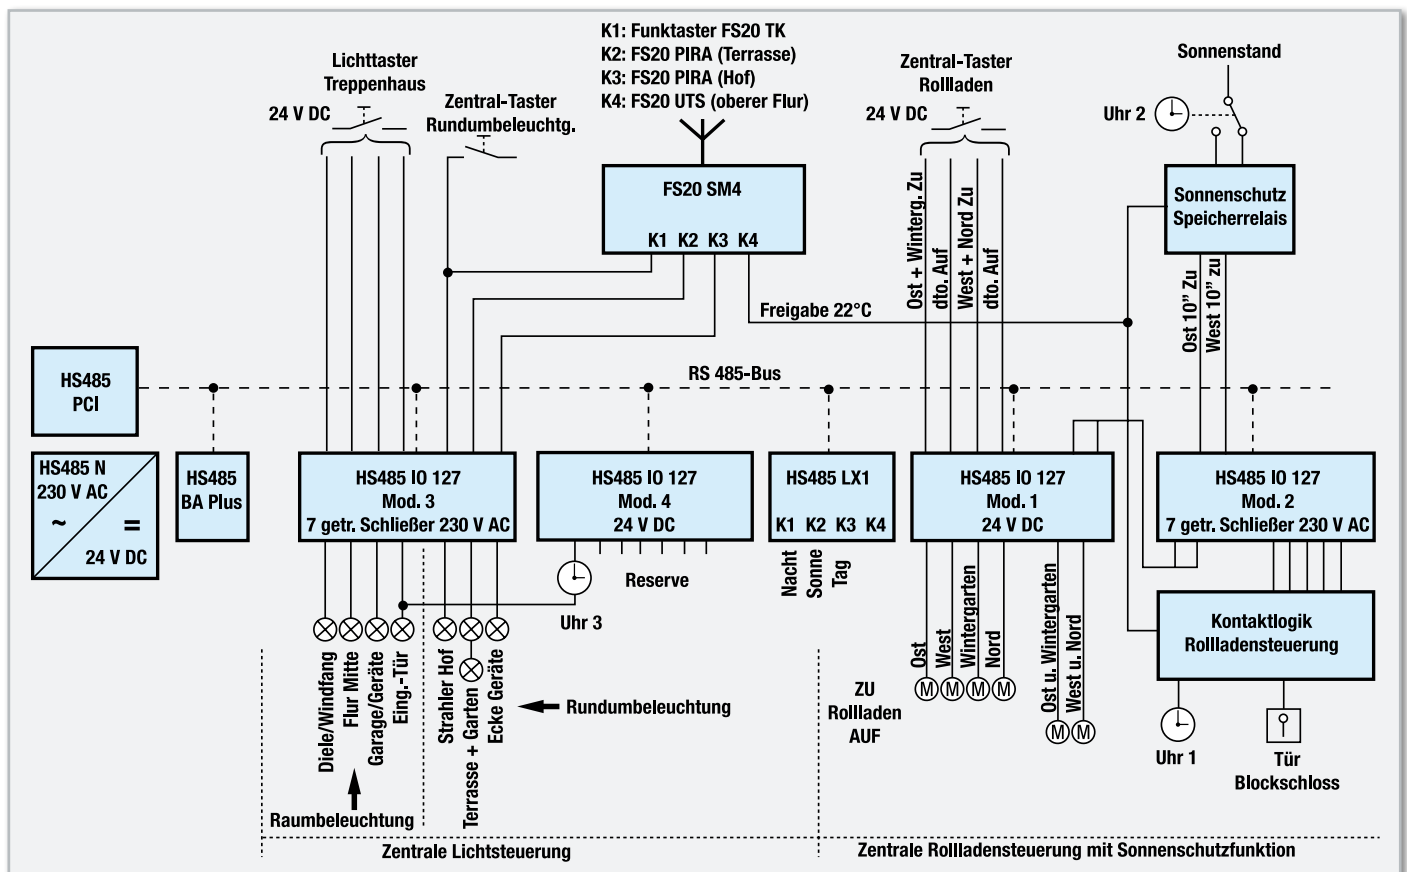 K1: Funktaster FS20 TK
K2: FS20 PIRA (Terrasse)
K3: FS20 PIRA (Hof)
K4: FS20 UTS (oberer Flur)
Lichttaster
Treppenhaus
24 V DC
Zentral-Taster
Rundumbeleuchtg.
Zentral-Taster
Rollladen
24 V DC
Sonnenstand
Uhr 2
FS20 SM4
K1 K2 K3 K4
Sonnenschutz
Speicherrelais
Ost + Winterg. Zu
dto. Auf
West + Nord Zu
dto. Auf
Freigabe 22°C
Ost 10” Zu
West 10” zu
HS485
PCI
RS 485-Bus
HS485 N
230 V AC
~ =
24 V DC
HS485
BA Plus
HS485 IO 127
Mod. 3
7 getr. Schließer 230 V AC
HS485 IO 127
Mod. 4
24 V DC
HS485 LX1
K1 K2 K3 K4
HS485 IO 127
Mod. 1
24 V DC
HS485 IO 127
Mod. 2
7 getr. Schließer 230 V AC
Nacht
Sonne
Tag
Reserve
Uhr 3
Diele/Windfang
Flur Mitte
Garage/Geräte
Eing.-Tür
Strahler Hof
Terrasse + Garten
Ecke Geräte
Rundumbeleuchtung
Raumbeleuchtung
ZU
Rollladen
AUF
Ost
West
Wintergarten
Nord
Ost u. Wintergarten
West u. Nord
M M M M
M M
Kontaktlogik
Rollladensteuerung
Uhr 1
Tür
Blockschloss
Zentrale Lichtsteuerung
Zentrale Rollladensteuerung mit Sonnenschutzfunktion